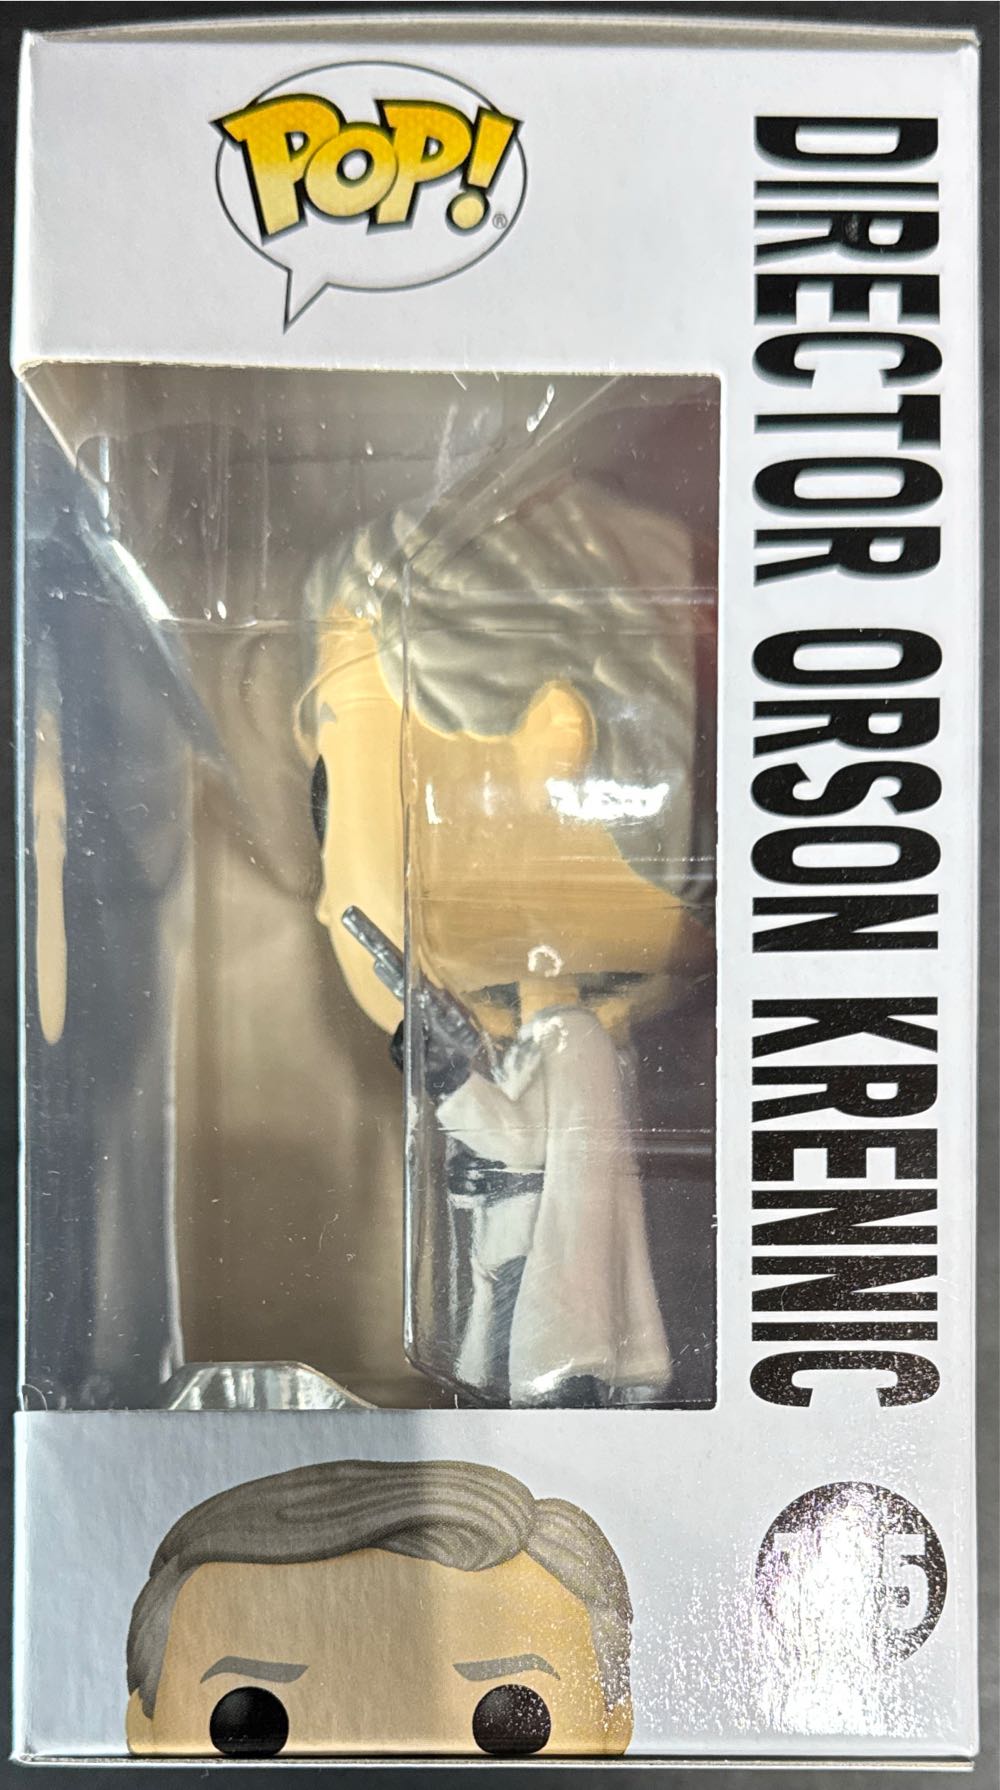 POP!
®
DIRECTOR ORSON KRENNIC